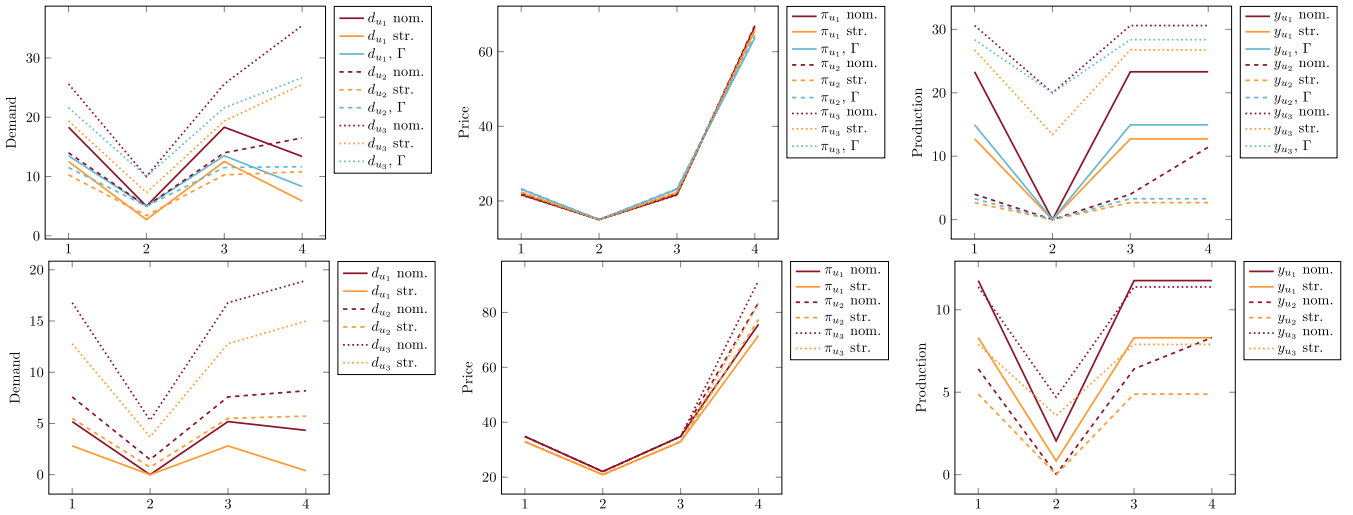 Demand
30
20
10
0
1 2 3 4
d_{u_1} nom.
d_{u_1} str.
d_{u_1}, Γ
d_{u_2} nom.
d_{u_2} str.
d_{u_2}, Γ
d_{u_3} nom.
d_{u_3} str.
d_{u_3}, Γ
Price
60
40
20
1 2 3 4
π_{u_1} nom.
π_{u_1} str.
π_{u_1}, Γ
π_{u_2} nom.
π_{u_2} str.
π_{u_2}, Γ
π_{u_3} nom.
π_{u_3} str.
π_{u_3}, Γ
Production
30
20
10
0
1 2 3 4
y_{u_1} nom.
y_{u_1} str.
y_{u_1}, Γ
y_{u_2} nom.
y_{u_2} str.
y_{u_2}, Γ
y_{u_3} nom.
y_{u_3} str.
y_{u_3}, Γ
Demand
20
15
10
5
0
1 2 3 4
d_{u_1} nom.
d_{u_1} str.
d_{u_2} nom.
d_{u_2} str.
d_{u_3} nom.
d_{u_3} str.
Price
80
60
40
20
1 2 3 4
π_{u_1} nom.
π_{u_1} str.
π_{u_2} nom.
π_{u_2} str.
π_{u_3} nom.
π_{u_3} str.
Production
10
5
0
1 2 3 4
y_{u_1} nom.
y_{u_1} str.
y_{u_2} nom.
y_{u_2} str.
y_{u_3} nom.
y_{u_3} str.